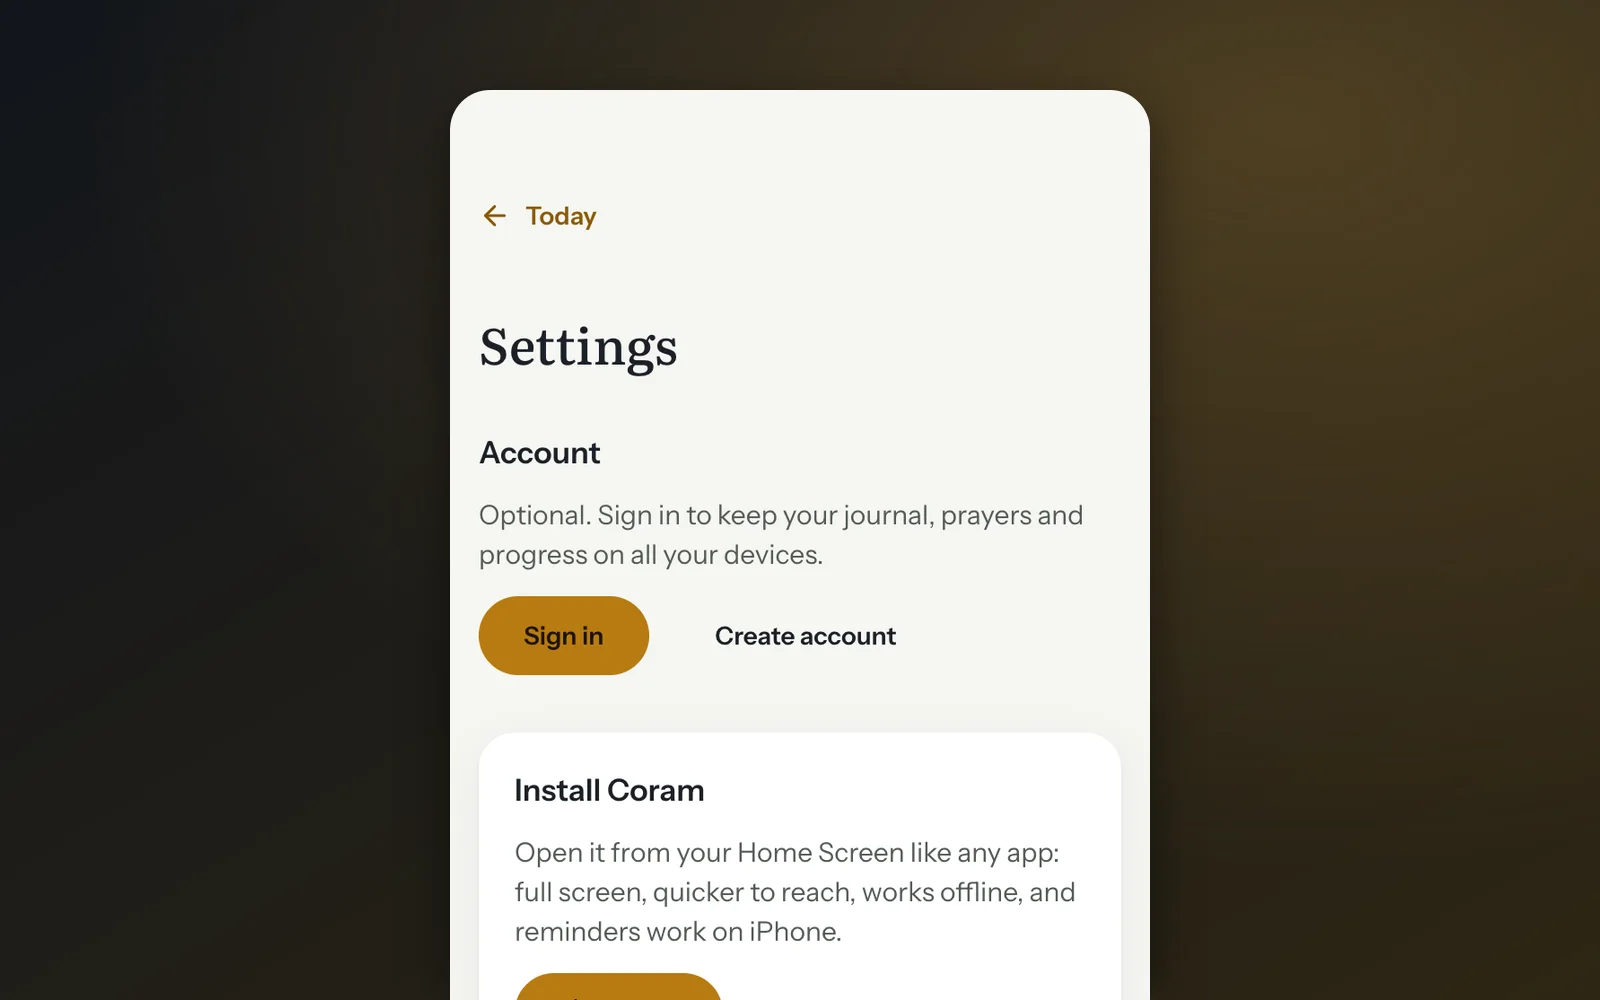 Today
Settings
Account
Optional. Sign in to keep your journal, prayers and
progress on all your devices.
Sign in
Create account
Install Coram
Open it from your Home Screen like any app:
full screen, quicker to reach, works offline, and
reminders work on iPhone.